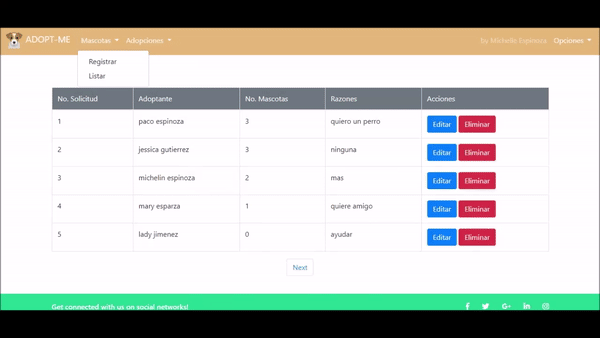 ADOPT-ME Mascotas Adopciones by Michelin Espinoza Opciones
Registrar
Listar
No. Solicitud Adoptante No. Mascotas Razones Acciones
1 paco espinoza 3 quiero un perro Editar Eliminar
2 jessica gutierrez 3 ninguna Editar Eliminar
3 michelin espinoza 2 mas Editar Eliminar
4 mary esparza 1 quiere amigo Editar Eliminar
5 lady jimenez 0 ayudar Editar Eliminar
Next
Get connected with us on social networks!